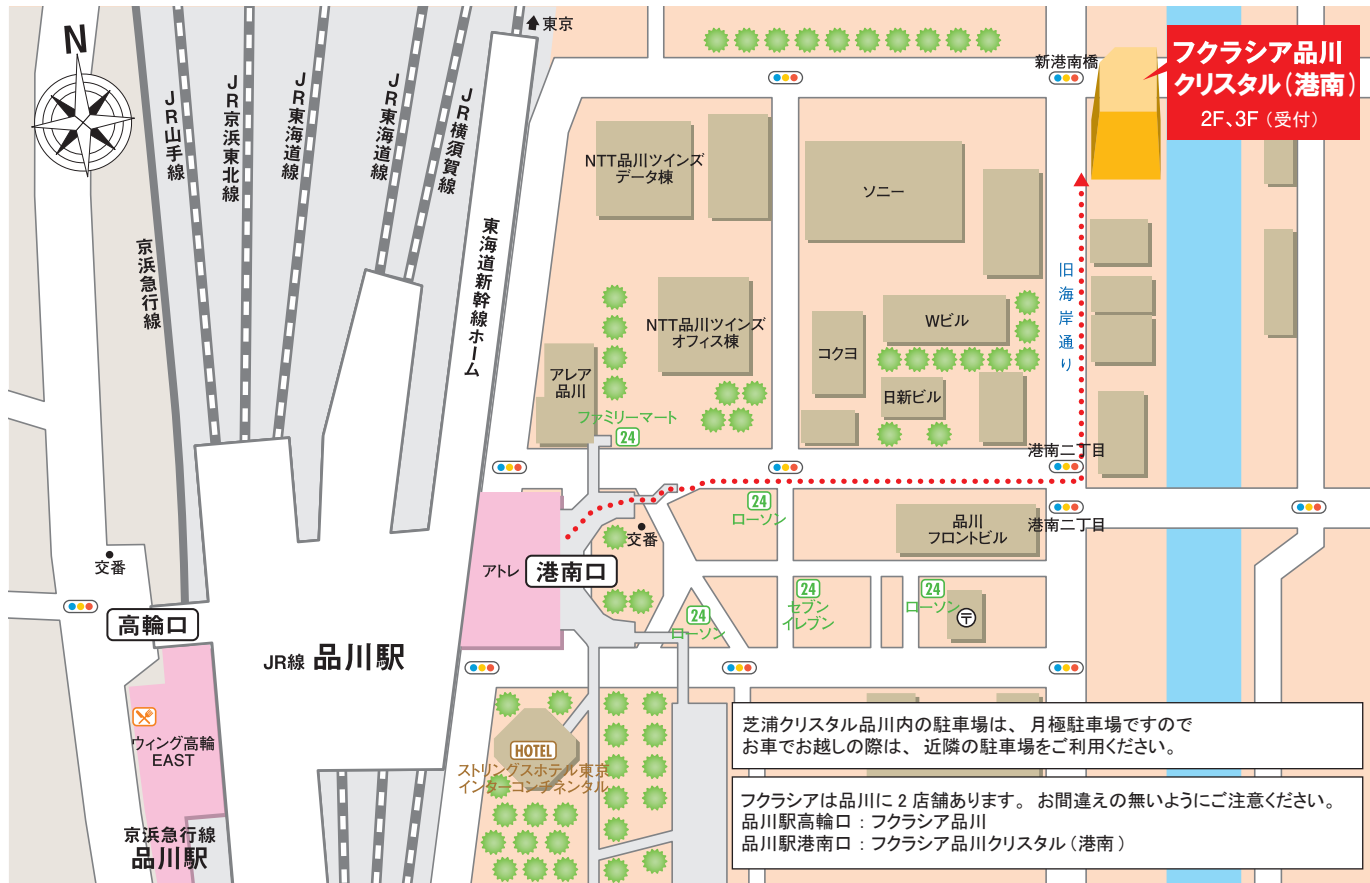 N
東京
JR山手線
JR京浜東北線
JR東海道線
JR東海道線
JR横須賀線
京浜急行線
東海道新幹線ホーム
新港南橋
フクラシア品川
クリスタル(港南)
2F、3F(受付)
NTT品川ツインズ
データ棟
ソニー
NTT品川ツインズ
オフィス棟
Wビル
コクヨ
日新ビル
旧海岸通り
アレア
品川
ファミリーマート
24
港南二丁目
港南二丁目
24
ローソン
品川
フロントビル
交番
交番
アトレ
港南口
高輪口
24
ローソン
24
セブン
イレブン
24
ローソン
〒
JR線 品川駅
ウィング高輪
EAST
HOTEL
ストリングスホテル東京
インターコンチネンタル
京浜急行線
品川駅
芝浦クリスタル品川内の駐車場は、月極駐車場ですので
お車でお越しの際は、近隣の駐車場をご利用ください。
フクラシアは品川に2店舗あります。お間違えの無いようにご注意ください。
品川駅高輪口:フクラシア品川
品川駅港南口:フクラシア品川クリスタル(港南)